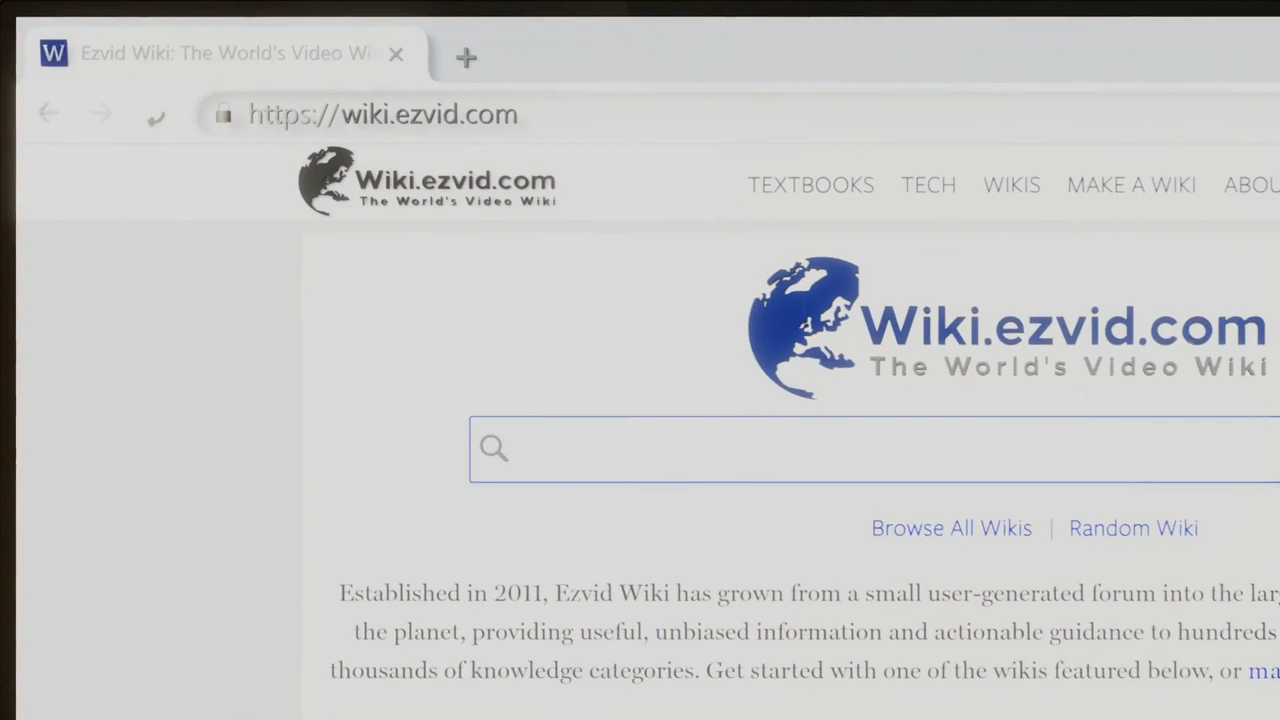 W Ezvid Wiki: The World's Video Wi
https://wiki.ezvid.com
Wiki.ezvid.com
The World's Video Wiki
TEXTBOOKS TECH WIKIS MAKE A WIKI ABOU
Wiki.ezvid.com
The World's Video Wiki
Browse All Wikis | Random Wiki
Established in 2011, Ezvid Wiki has grown from a small user-generated forum into the larg
the planet, providing useful, unbiased information and actionable guidance to hundreds
thousands of knowledge categories. Get started with one of the wikis featured below, or ma